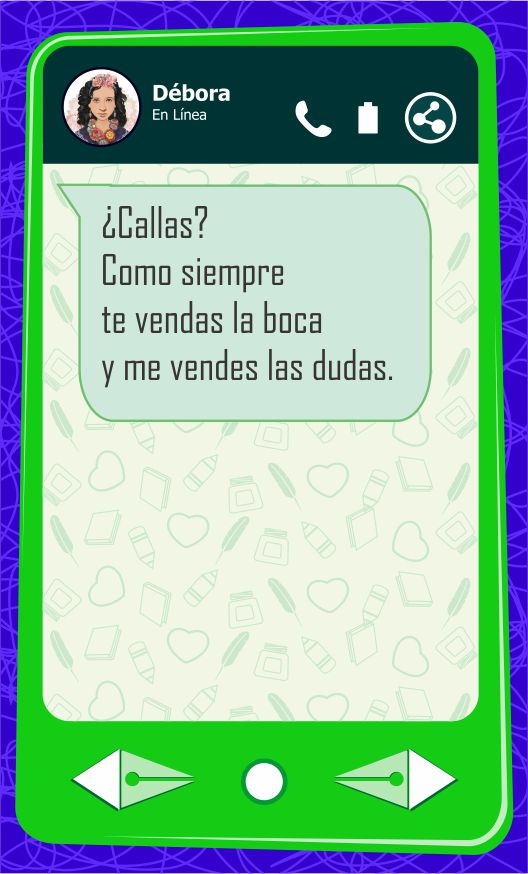 Débora
En Línea
¿Callas?
Como siempre
te vendas la boca
y me vendes las dudas.